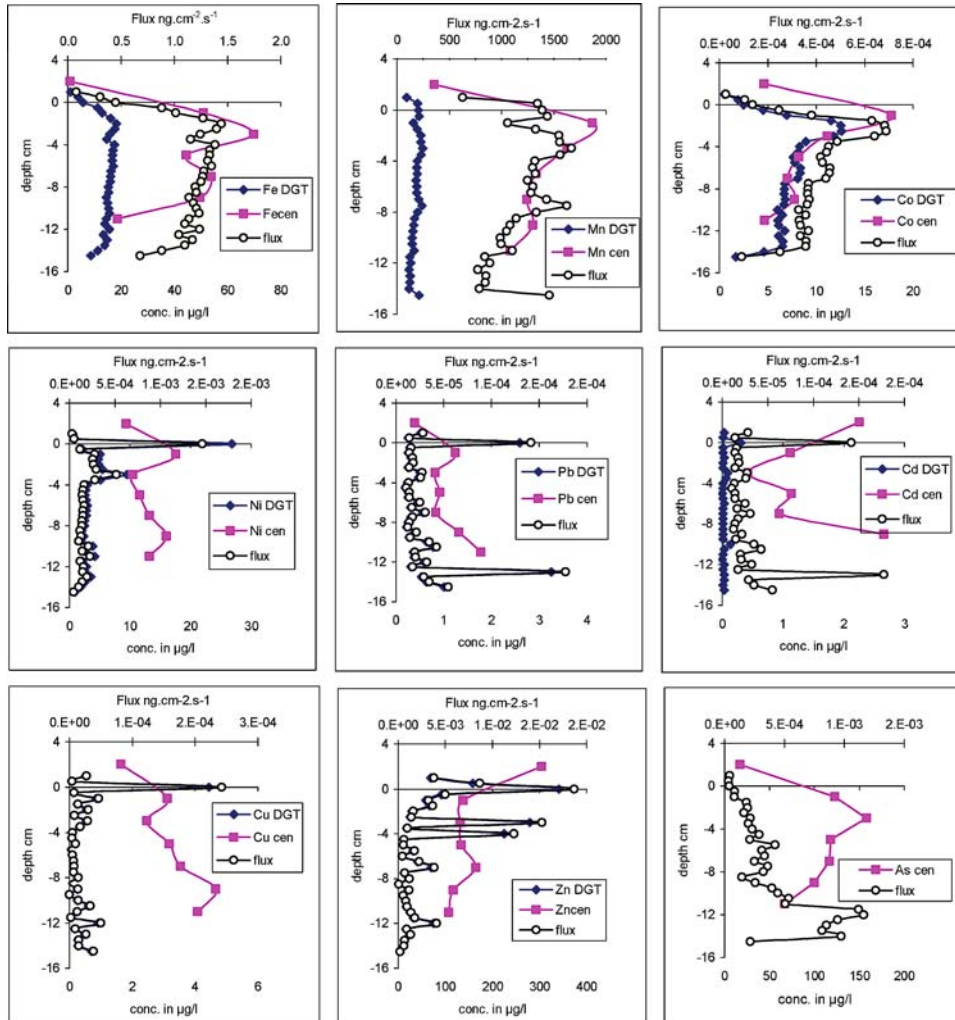 Flux ng.cm-2.s-1
0.0 0.5 1.0 1.5 2.0
4
0
-4
-8
-12
-16
depth cm
Fe DGT
Fecen
flux
0 20 40 60 80
conc. in µg/l
Flux ng.cm-2.s-1
0 500 1000 1500 2000
4
0
-4
-8
-12
-16
depth cm
Mn DGT
Mn cen
flux
conc. in µg/l
Flux ng.cm-2.s-1
0.E+00 2.E-04 4.E-04 6.E-04 8.E-04
4
0
-4
-8
-12
-16
depth cm
Co DGT
Co cen
flux
0 5 10 15 20
conc. in µg/l
Flux ng.cm-2.s-1
0.E+00 5.E-04 1.E-03 2.E-03 2.E-03
4
0
-4
-8
-12
-16
depth cm
Ni DGT
Ni cen
flux
0 10 20 30
conc. in µg/l
Flux ng.cm-2.s-1
0.E+00 5.E-05 1.E-04 2.E-04 2.E-04
4
0
-4
-8
-12
-16
depth cm
Pb DGT
Pb cen
flux
0 1 2 3 4
conc. in µg/l
Flux ng.cm-2.s-1
0.E+00 5.E-05 1.E-04 2.E-04 2.E-04
4
0
-4
-8
-12
-16
depth cm
Cd DGT
Cd cen
flux
0 1 2 3
conc. in µg/l
Flux ng.cm-2.s-1
0.E+00 1.E-04 2.E-04 3.E-04
4
0
-4
-8
-12
-16
depth cm
Cu DGT
Cu cen
flux
0 2 4 6
conc. in µg/l
Flux ng.cm-2.s-1
0.E+00 5.E-03 1.E-02 2.E-02 2.E-02
4
0
-4
-8
-12
-16
depth cm
Zn DGT
Zncen
flux
0 100 200 300 400
conc. in µg/l
Flux ng.cm-2.s-1
0.E+00 5.E-04 1.E-03 2.E-03
4
0
-4
-8
-12
-16
depth cm
As cen
flux
0 50 100 150 200
conc. in µg/l